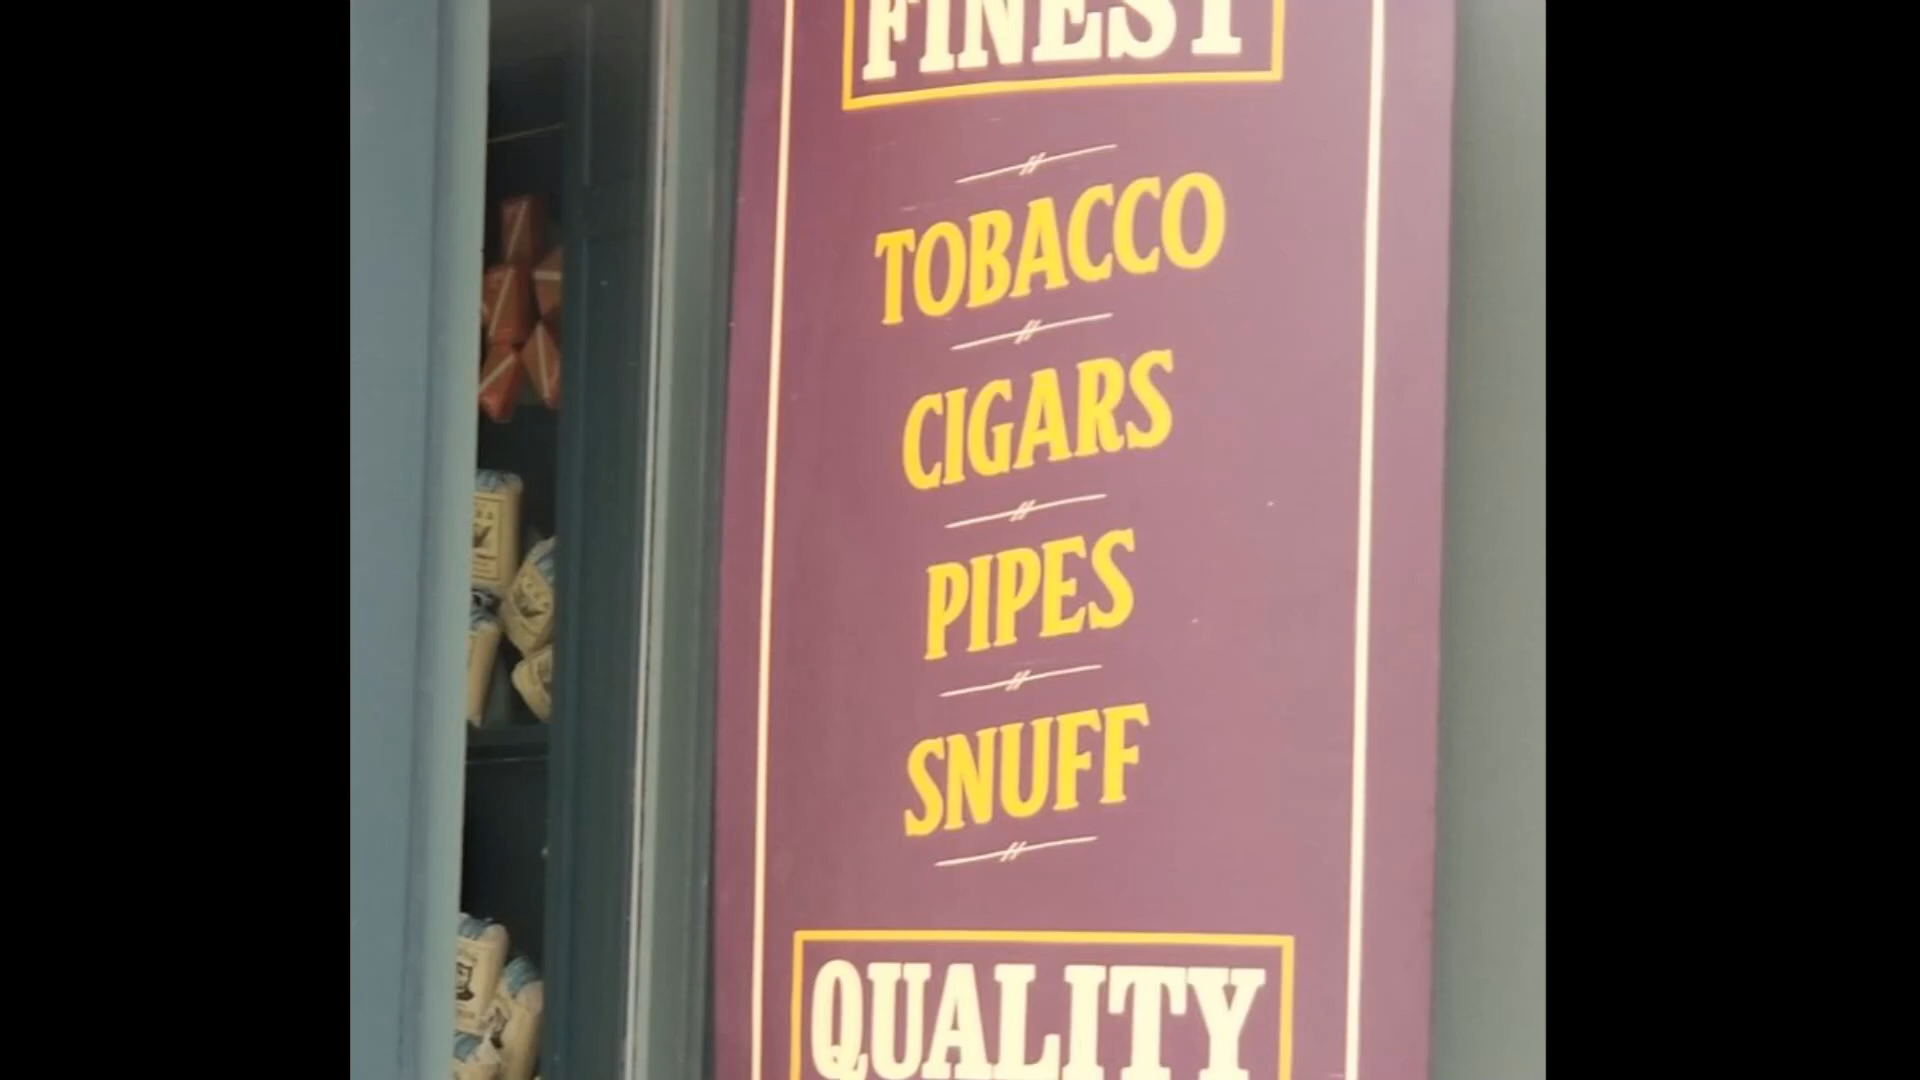 FINEST
TOBACCO
CIGARS
PIPES
SNUFF
QUALITY